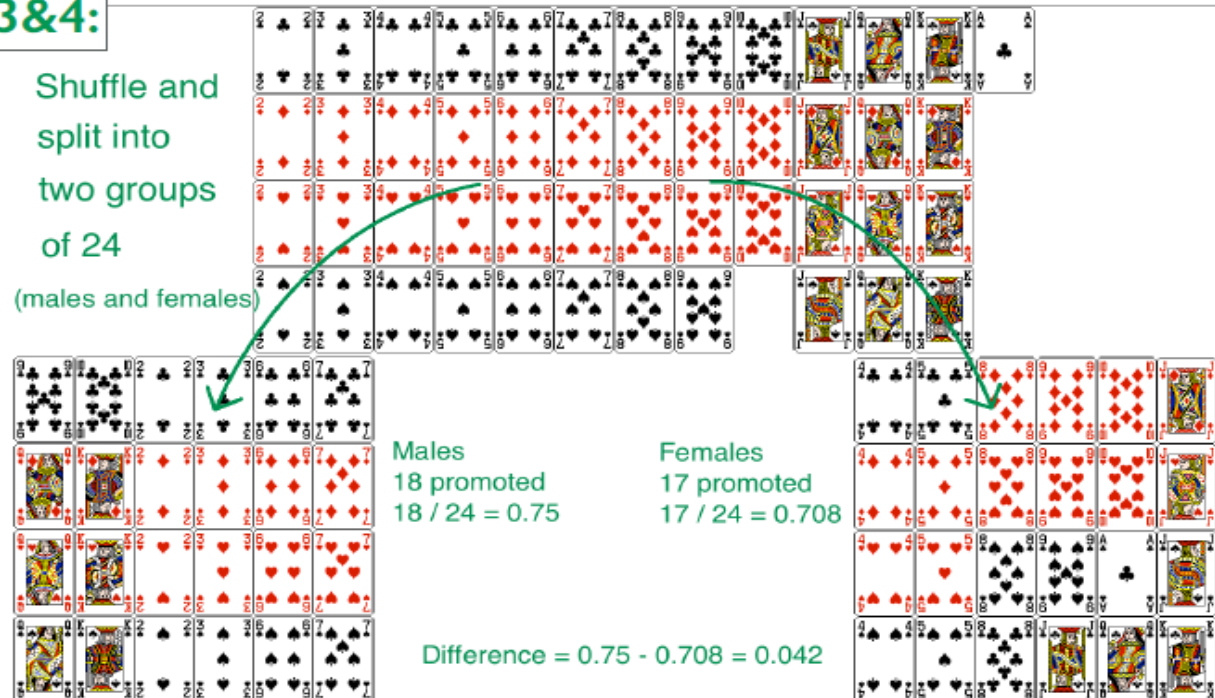 3&4:
Shuffle and
split into
two groups
of 24
(males and females)
Males
18 promoted
18 / 24 = 0.75
Females
17 promoted
17 / 24 = 0.708
Difference = 0.75 - 0.708 = 0.042